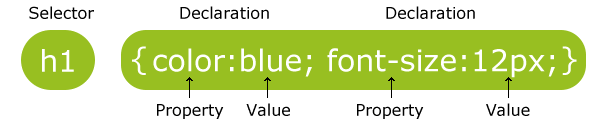 Selector Declaration Declaration
h1 {color:blue; font-size:12px;}
Property Value Property Value